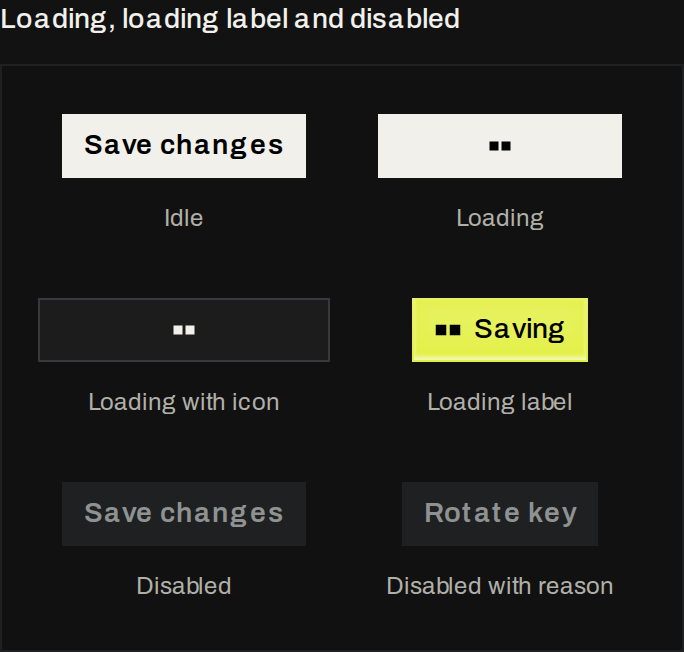 Loading, loading label and disabled
Save changes
Idle
Loading
Loading with icon
Saving
Loading label
Save changes
Rotate key
Disabled
Disabled with reason